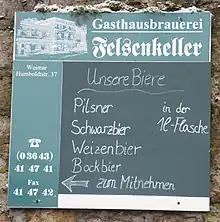 Gasthausbrauerei
Felsenkeller
Weimar
Humboldtstr. 37
Unsere Biere
Pilsner in der
Schwarzbier 1l-Flasche
Weizenbier
Bockbier
← zum Mitnehmen
☎
(03643)
41 47 41
Fax
41 47 42